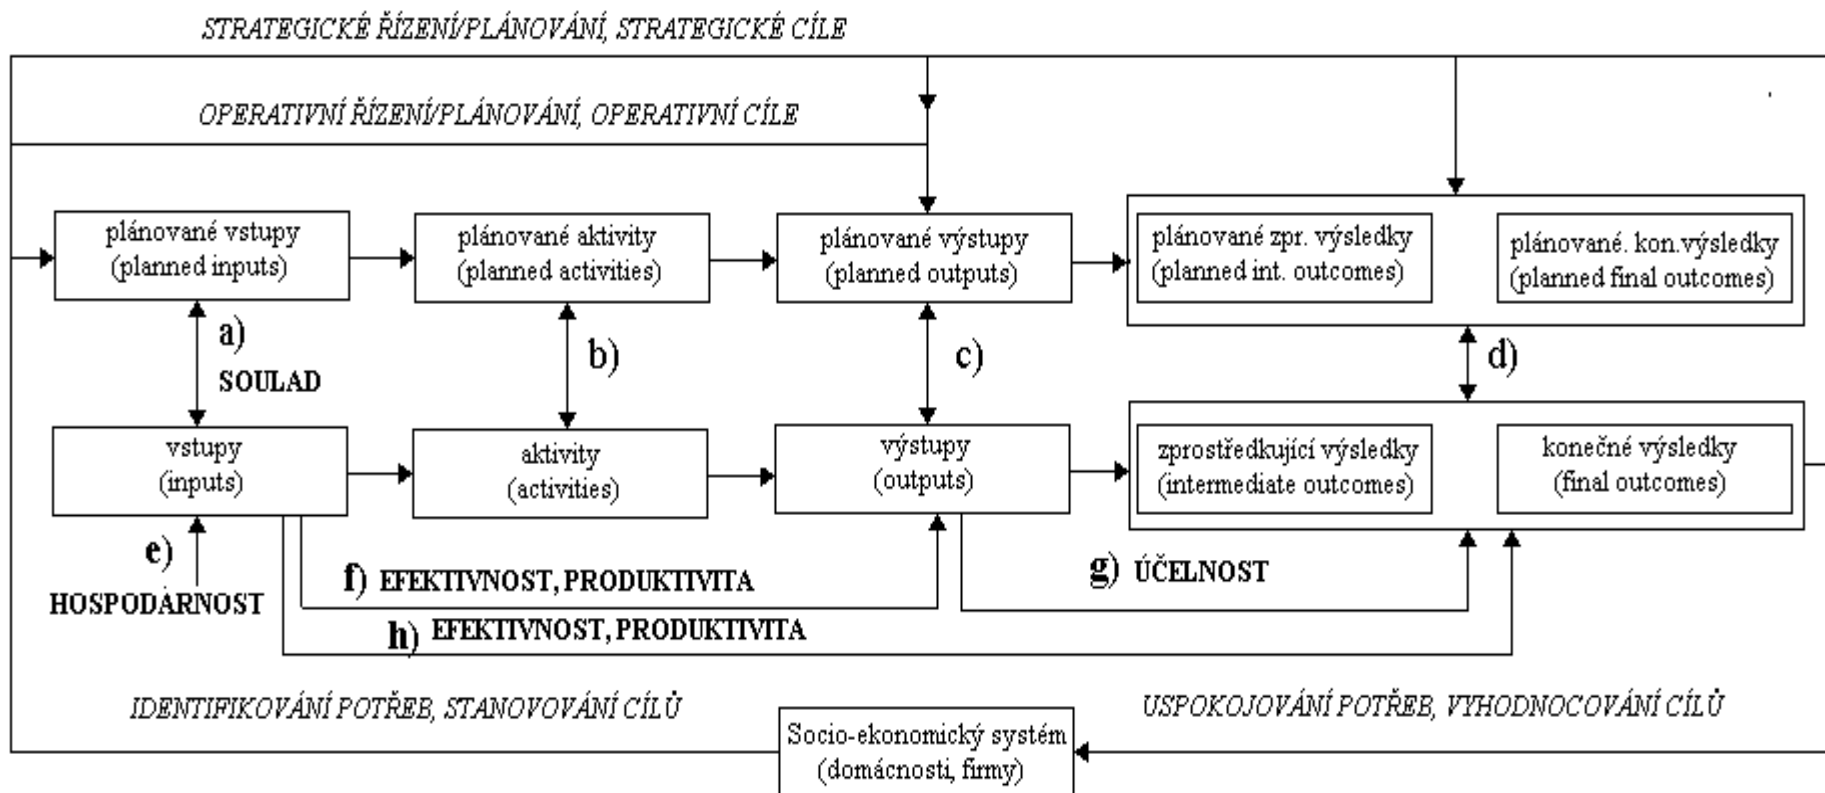 STRATEGICKÉ ŘÍZENÍ/PLÁNOVÁNÍ, STRATEGICKÉ CÍLE
OPERATIVNÍ ŘÍZENÍ/PLÁNOVÁNÍ, OPERATIVNÍ CÍLE
plánované vstupy
(planned inputs)
plánované aktivity
(planned activities)
plánované výstupy
(planned outputs)
plánované zpr. výsledky
(planned int. outcomes)
plánované. kon.výsledky
(planned final outcomes)
a)
SOULAD
b)
c)
d)
vstupy
(inputs)
aktivity
(activities)
výstupy
(outputs)
zprostředkující výsledky
(intermediate outcomes)
konečné výsledky
(final outcomes)
e)
HOSPODÁRNOST
f) EFEKTIVNOST, PRODUKTIVITA
g) ÚČELNOST
h) EFEKTIVNOST, PRODUKTIVITA
IDENTIFIKOVÁNÍ POTŘEB, STANOVOVÁNÍ CÍLŮ
USPOKOJOVÁNÍ POTŘEB, VYHODNOCOVÁNÍ CÍLŮ
Socio-ekonomický systém
(domácnosti, firmy)